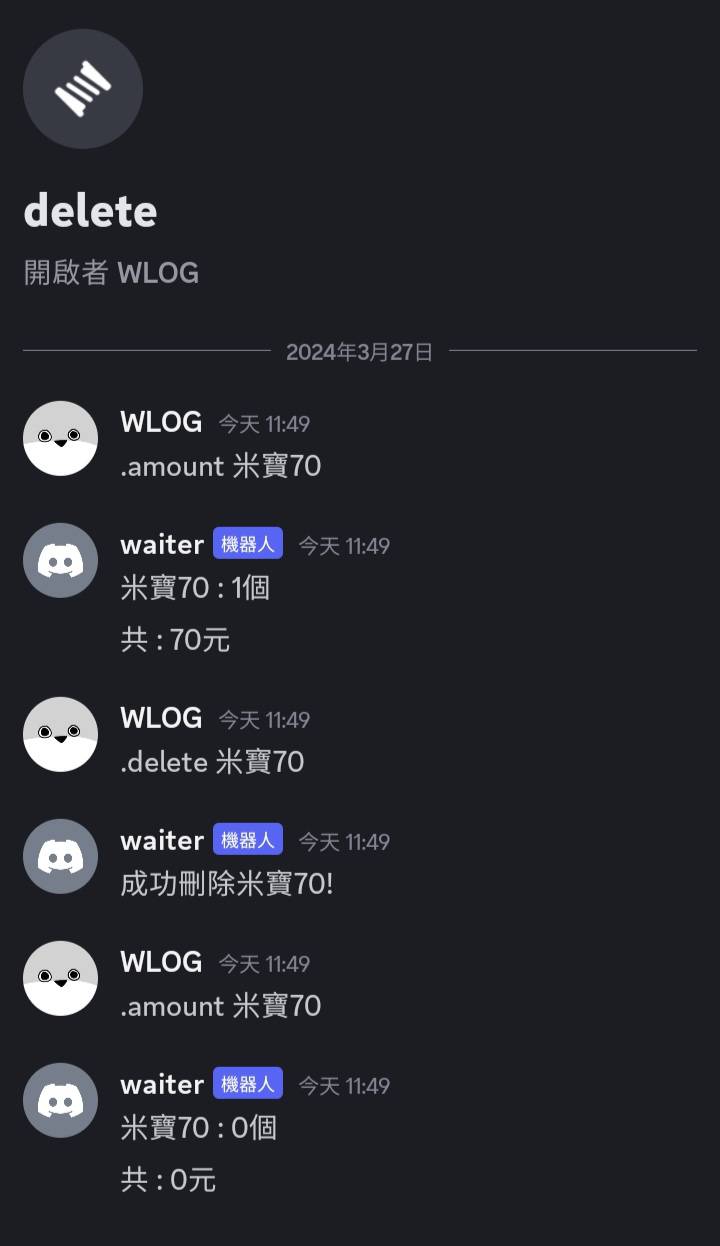 delete
開啟者 WLOG
2024年3月27日
WLOG 今天 11:49
.amount 米寶70
waiter 機器人 今天 11:49
米寶70 : 1個
共 : 70元
WLOG 今天 11:49
.delete 米寶70
waiter 機器人 今天 11:49
成功刪除米寶70!
WLOG 今天 11:49
.amount 米寶70
waiter 機器人 今天 11:49
米寶70 : 0個
共 : 0元